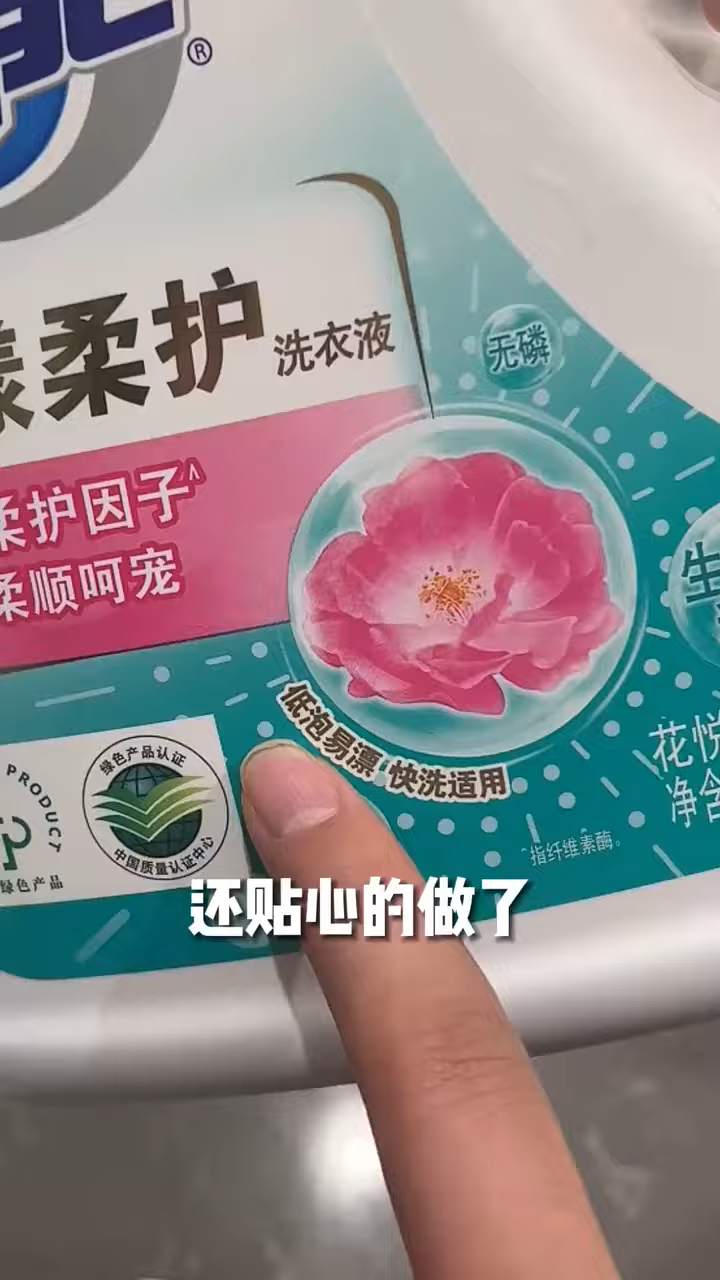 ®
柔护
洗衣液
无磷
柔护因子^
柔顺呵宠
生
低泡易漂 快洗适用
花悦
净含
^指纤维素酶。
PRODUCT
绿色产品
绿色产品认证
中国质量认证中心
还贴心的做了